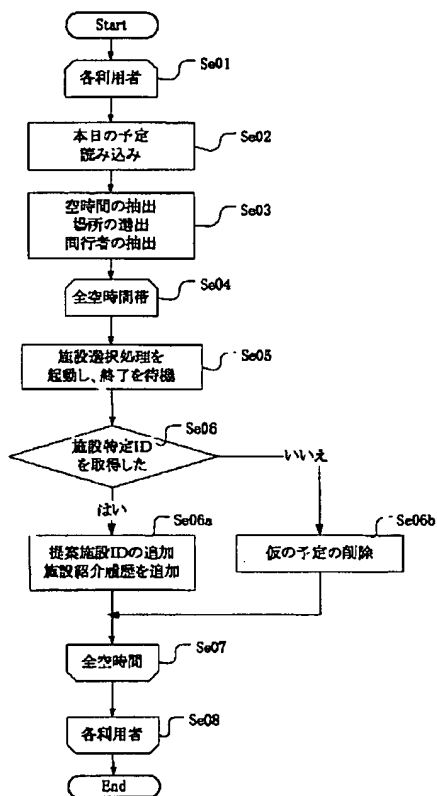 Start
各利用者
Se01
本日の予定
読み込み
Se02
空時間の抽出
場所の選出
同行者の抽出
Se03
全空時間帯
Se04
施設選択処理を
起動し、終了を待機
Se05
施設特定ID
を取得した
Se06
いいえ
はい
Se06a
提案施設IDの追加
施設紹介履歴を追加
Se06b
仮の予定の削除
全空時間
Se07
各利用者
Se08
End